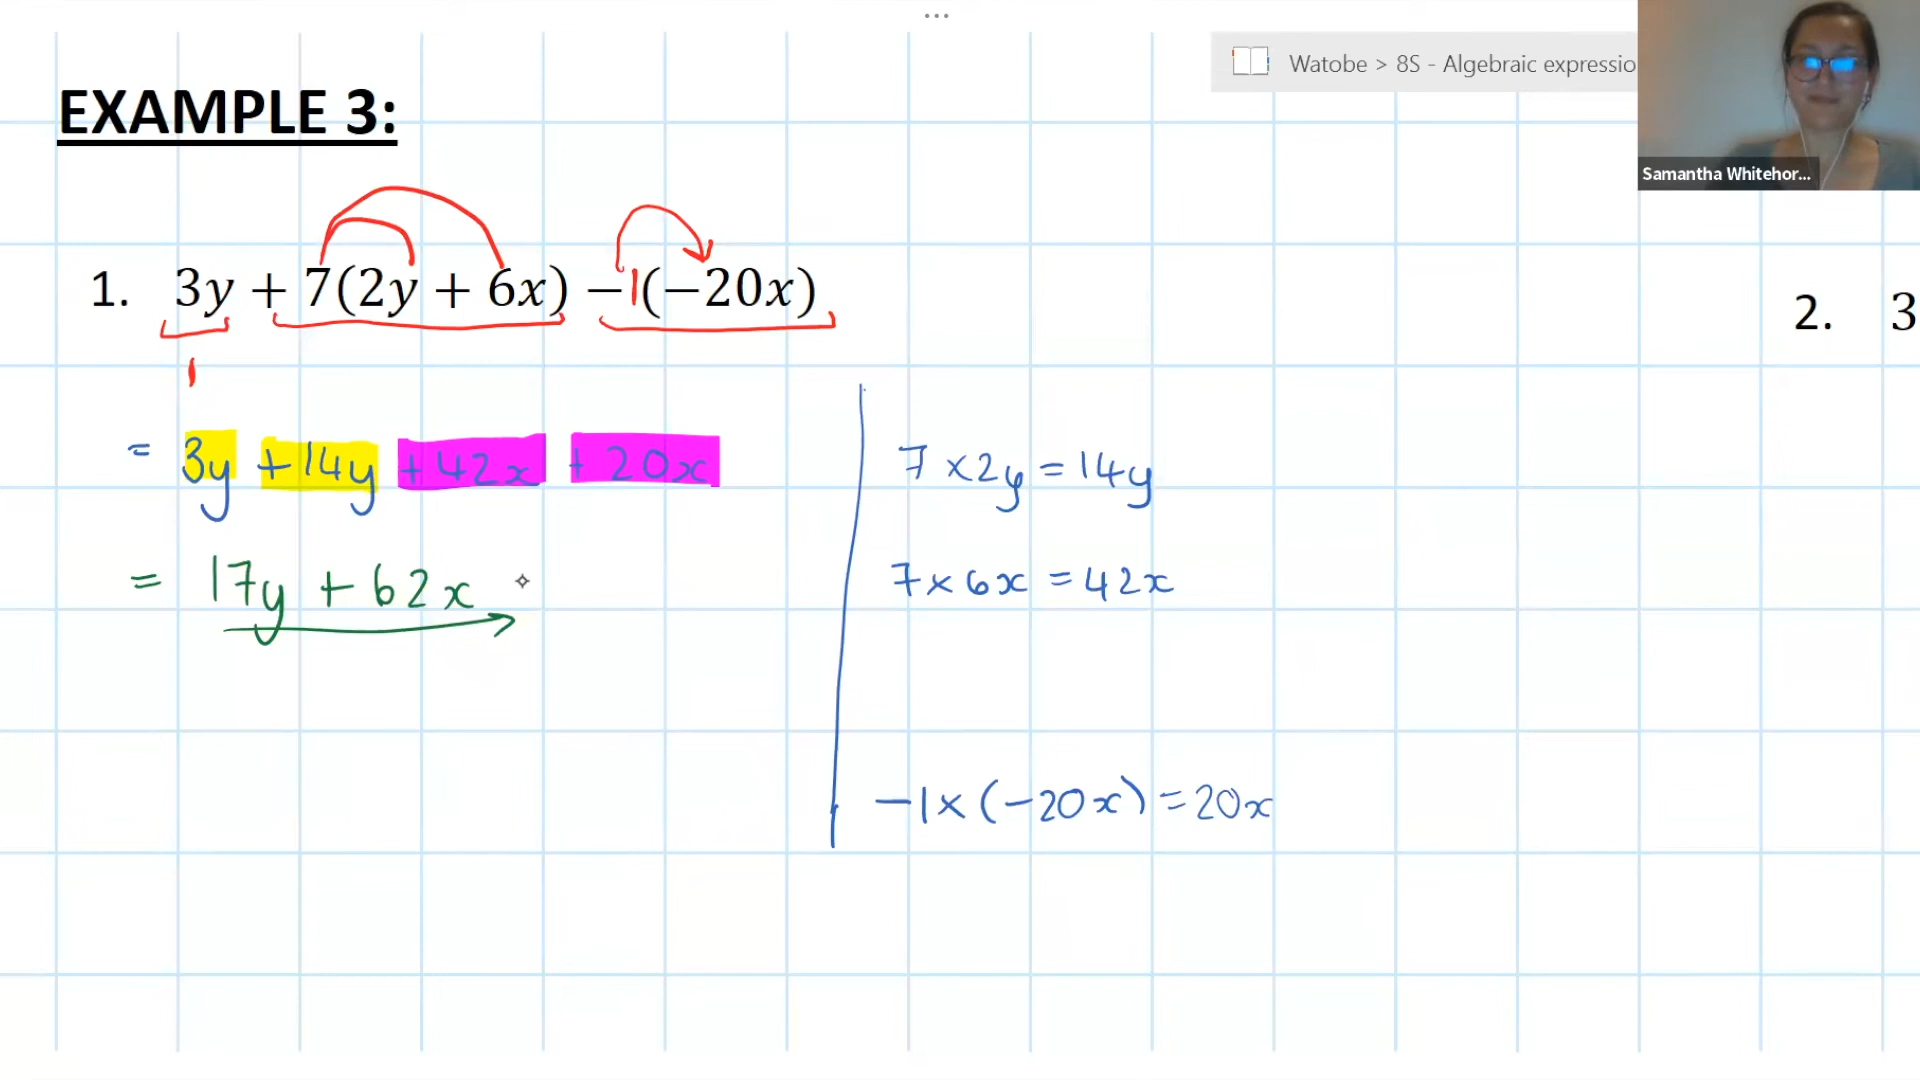 Watobe > 8S - Algebraic expressio
Samantha Whitehor...
EXAMPLE 3:
1. 3y + 7(2y + 6x) −1(−20x)
1
= 3y +14y +42x + 20x
= 17y + 62x
7 ×2y = 14y
7 × 6x = 42x
−1 × (−20x) = 20x
2. 3